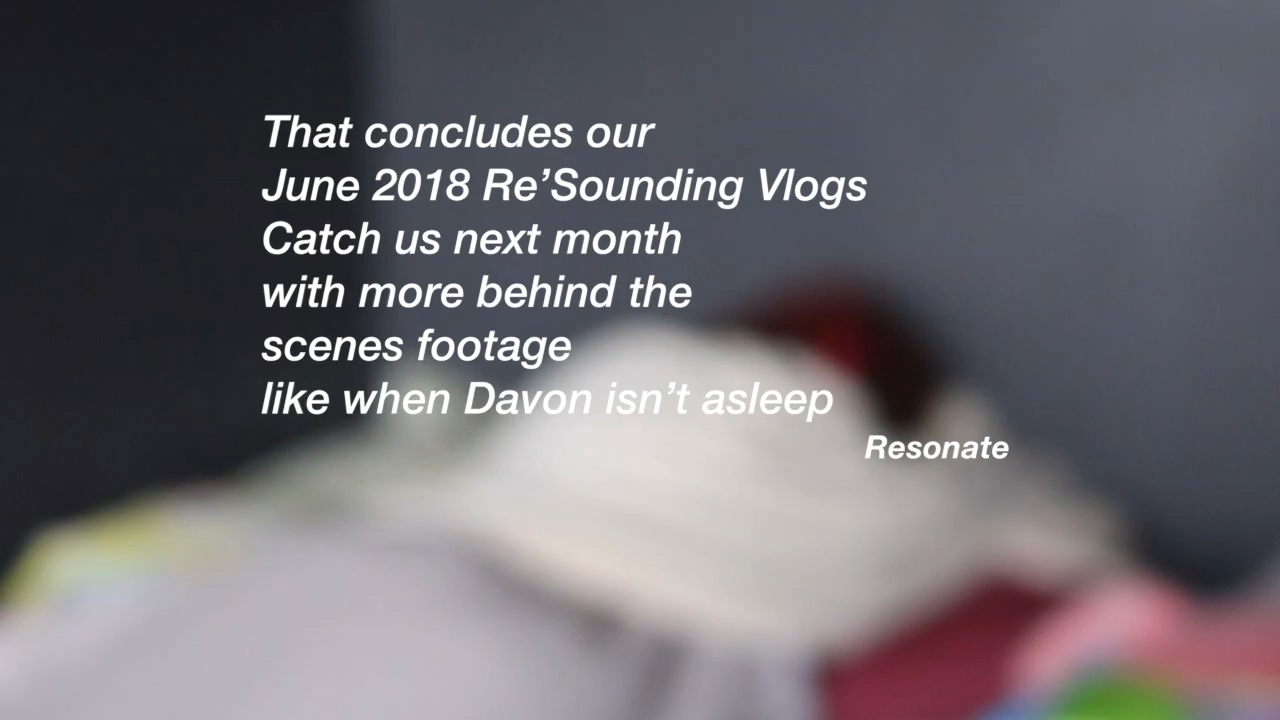 That concludes our
June 2018 Re’Sounding Vlogs
Catch us next month
with more behind the
scenes footage
like when Davon isn’t asleep
Resonate